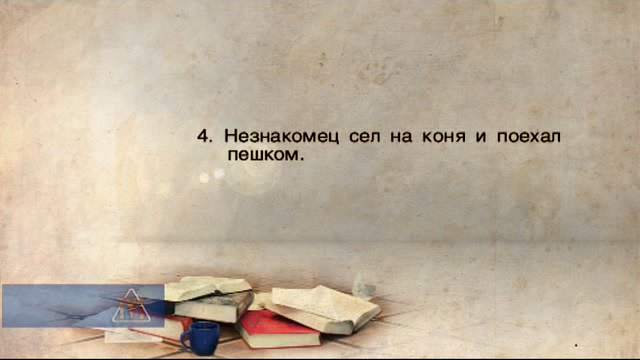 4. Незнакомец сел на коня и поехал
пешком.